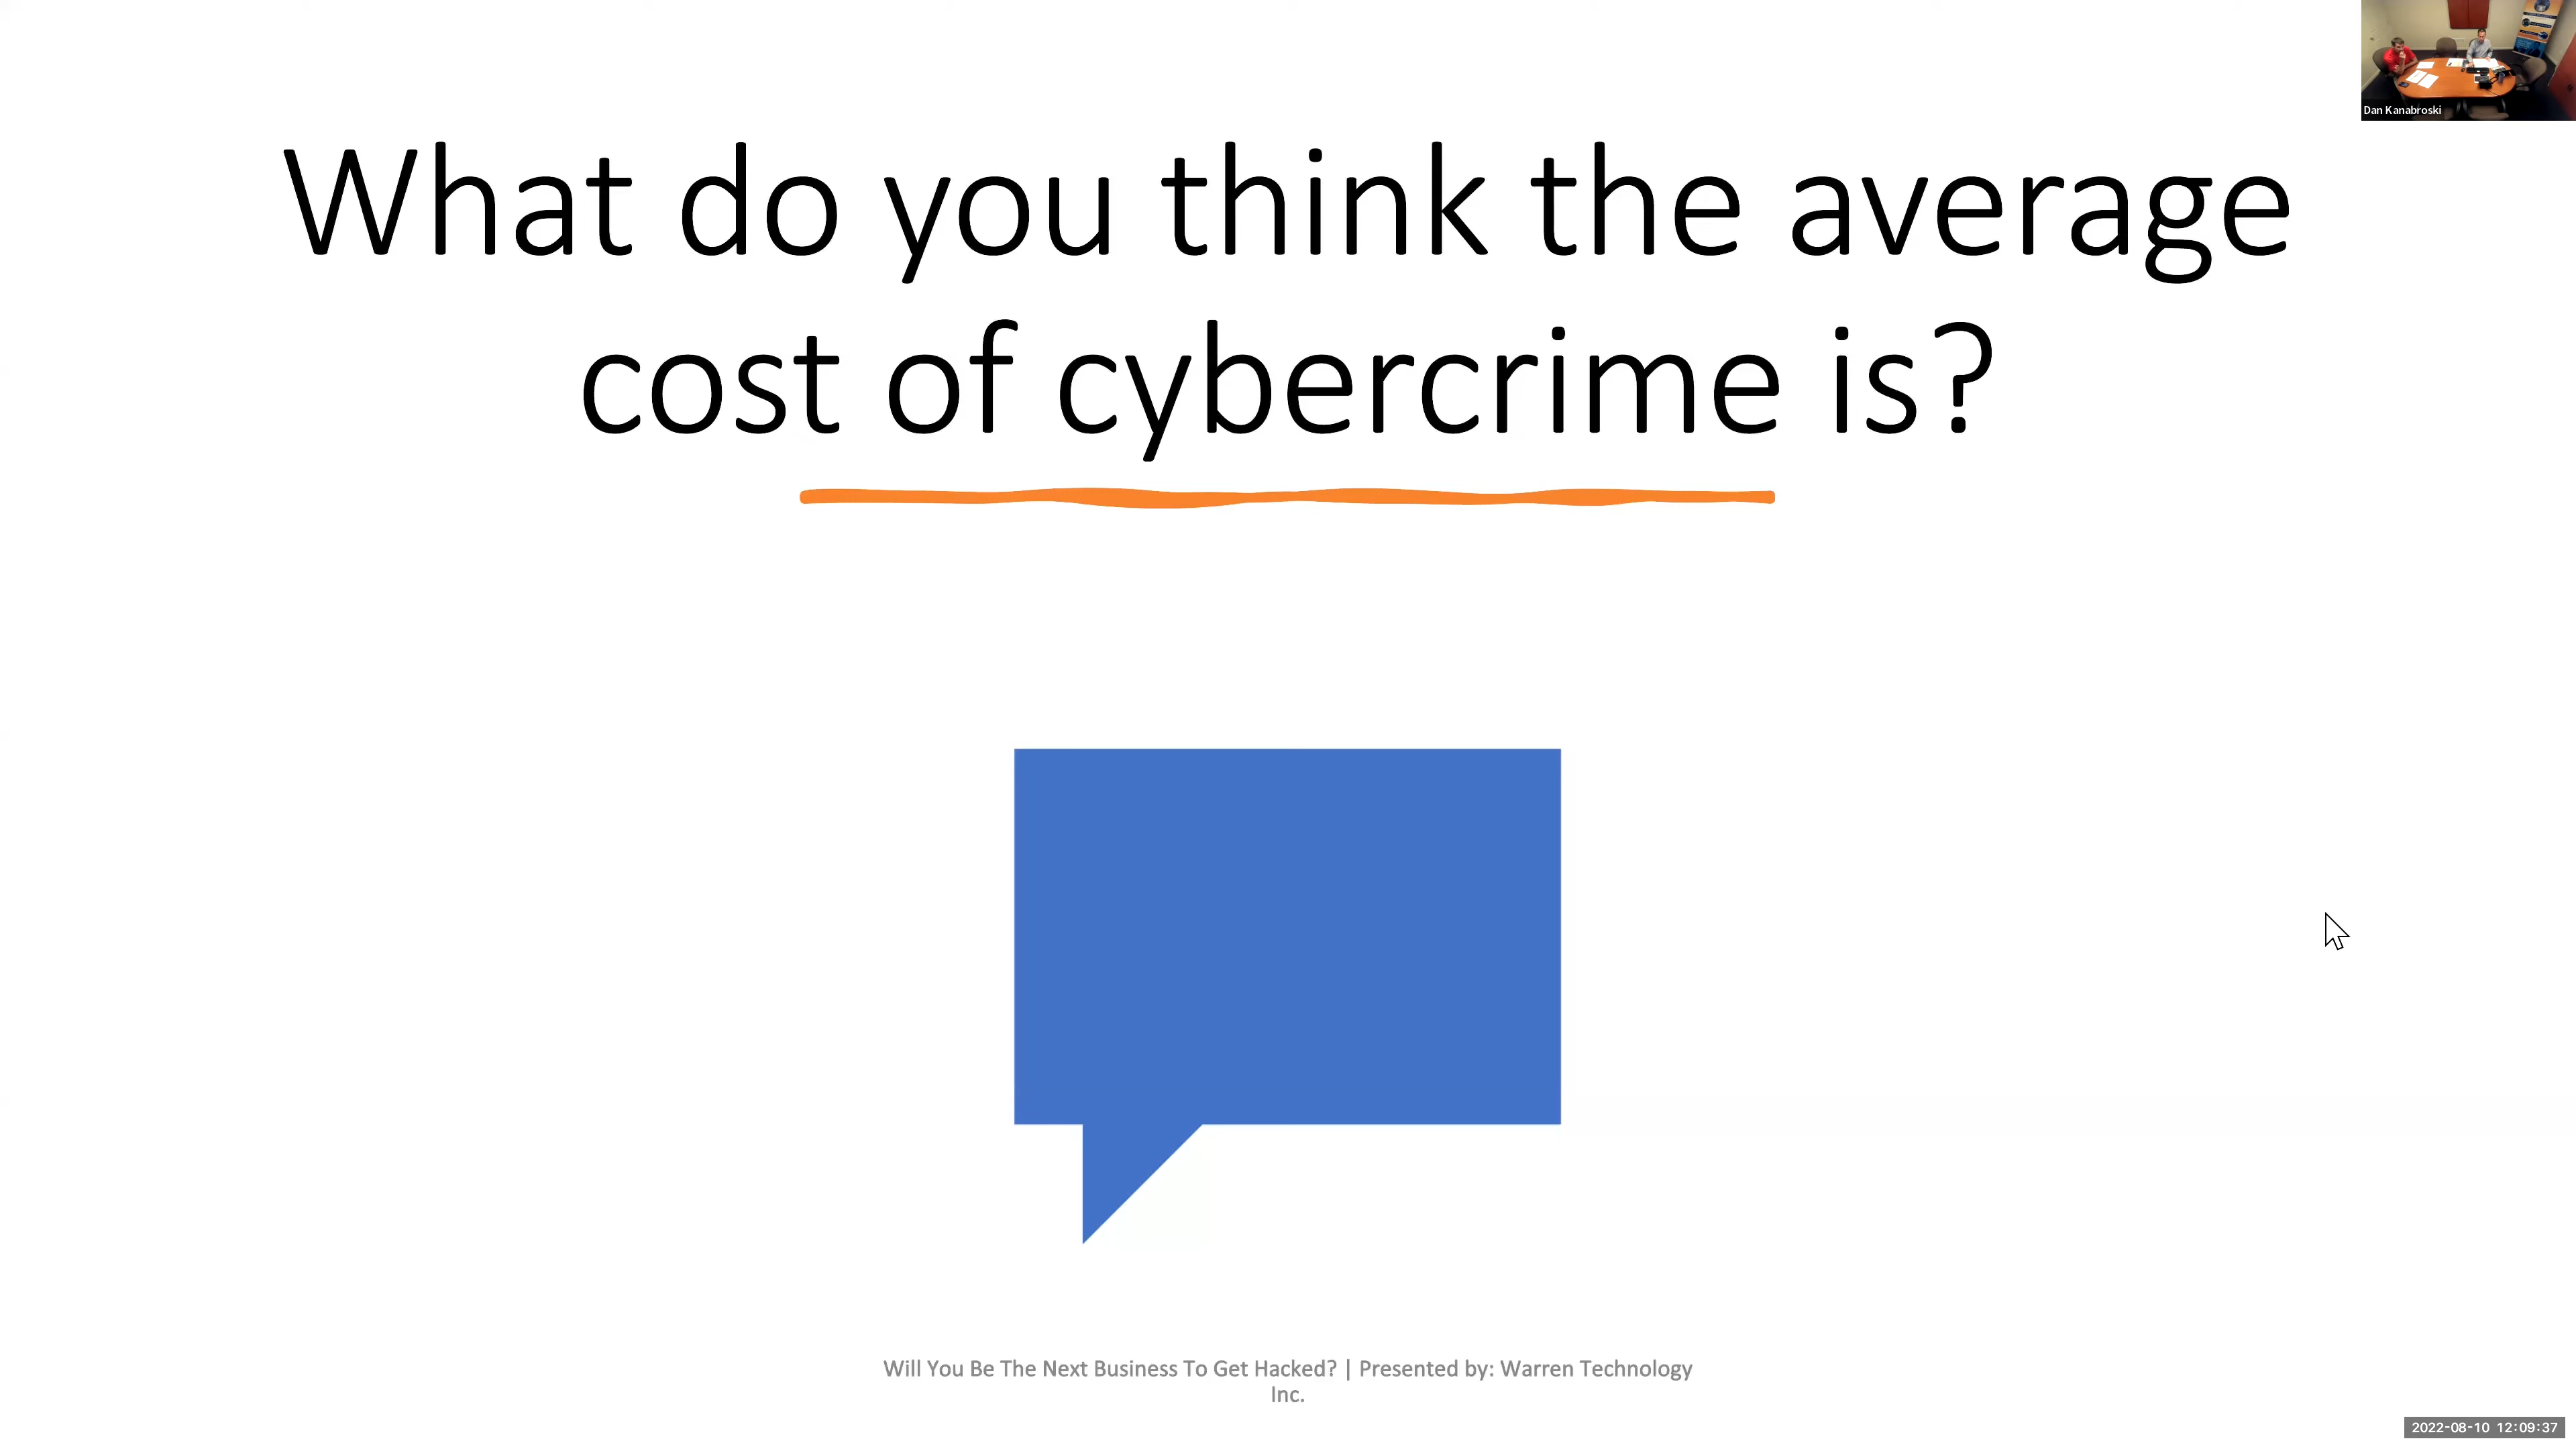 Dan Kanabroski
What do you think the average
cost of cybercrime is?
Will You Be The Next Business To Get Hacked? | Presented by: Warren Technology
Inc.
2022-08-10 12:09:37